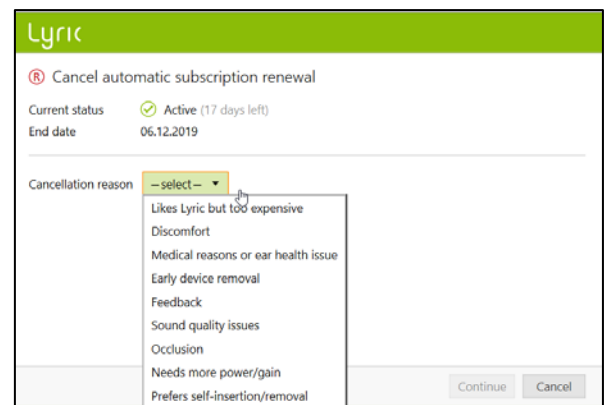 Lyric
® Cancel automatic subscription renewal
Current status Active (17 days left)
End date 06.12.2019
Cancellation reason –select– ▼
Likes Lyric but too expensive
Discomfort
Medical reasons or ear health issue
Early device removal
Feedback
Sound quality issues
Occlusion
Needs more power/gain
Prefers self-insertion/removal
Continue Cancel